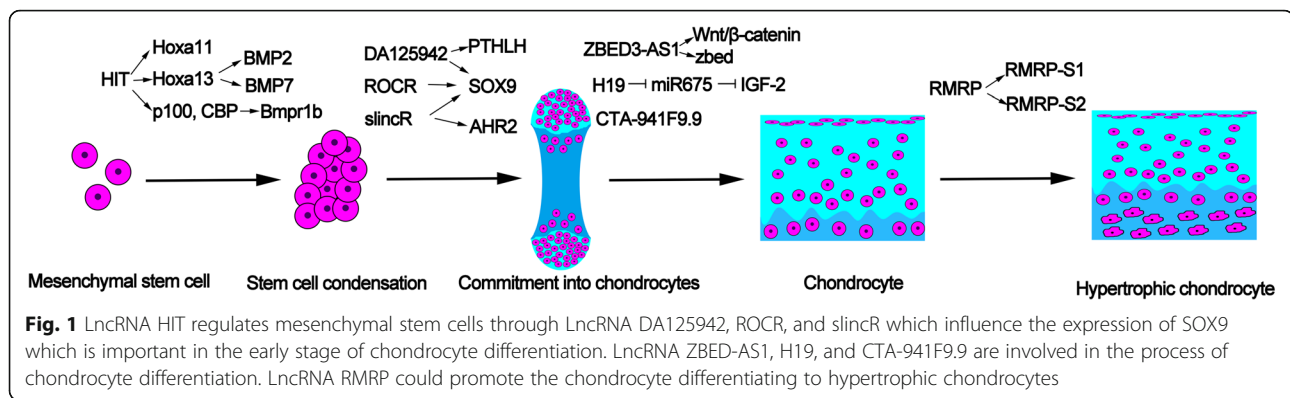 Hoxa11
HIT Hoxa13 BMP2
BMP7
p100, CBP Bmpr1b
DA125942 PTHLH
ROCR SOX9
slincR AHR2
ZBED3-AS1 Wnt/β-catenin
zbed
H19 miR675 IGF-2
CTA-941F9.9
RMRP RMRP-S1
RMRP-S2
Mesenchymal stem cell
Stem cell condensation
Commitment into chondrocytes
Chondrocyte
Hypertrophic chondrocyte
Fig. 1 LncRNA HIT regulates mesenchymal stem cells through LncRNA DA125942, ROCR, and slincR which influence the expression of SOX9
which is important in the early stage of chondrocyte differentiation. LncRNA ZBED-AS1, H19, and CTA-941F9.9 are involved in the process of
chondrocyte differentiation. LncRNA RMRP could promote the chondrocyte differentiating to hypertrophic chondrocytes